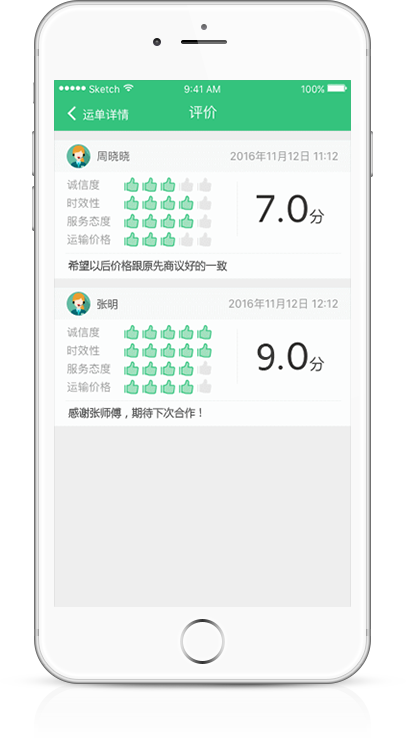 Sketch 9:41 AM 100%
运单详情 评价
周晓晓 2016年11月12日 11:12
诚信度
时效性
服务态度
运输价格
7.0分
希望以后价格跟原先商议好的一致
张明 2016年11月12日 12:12
诚信度
时效性
服务态度
运输价格
9.0分
感谢张师傅，期待下次合作！